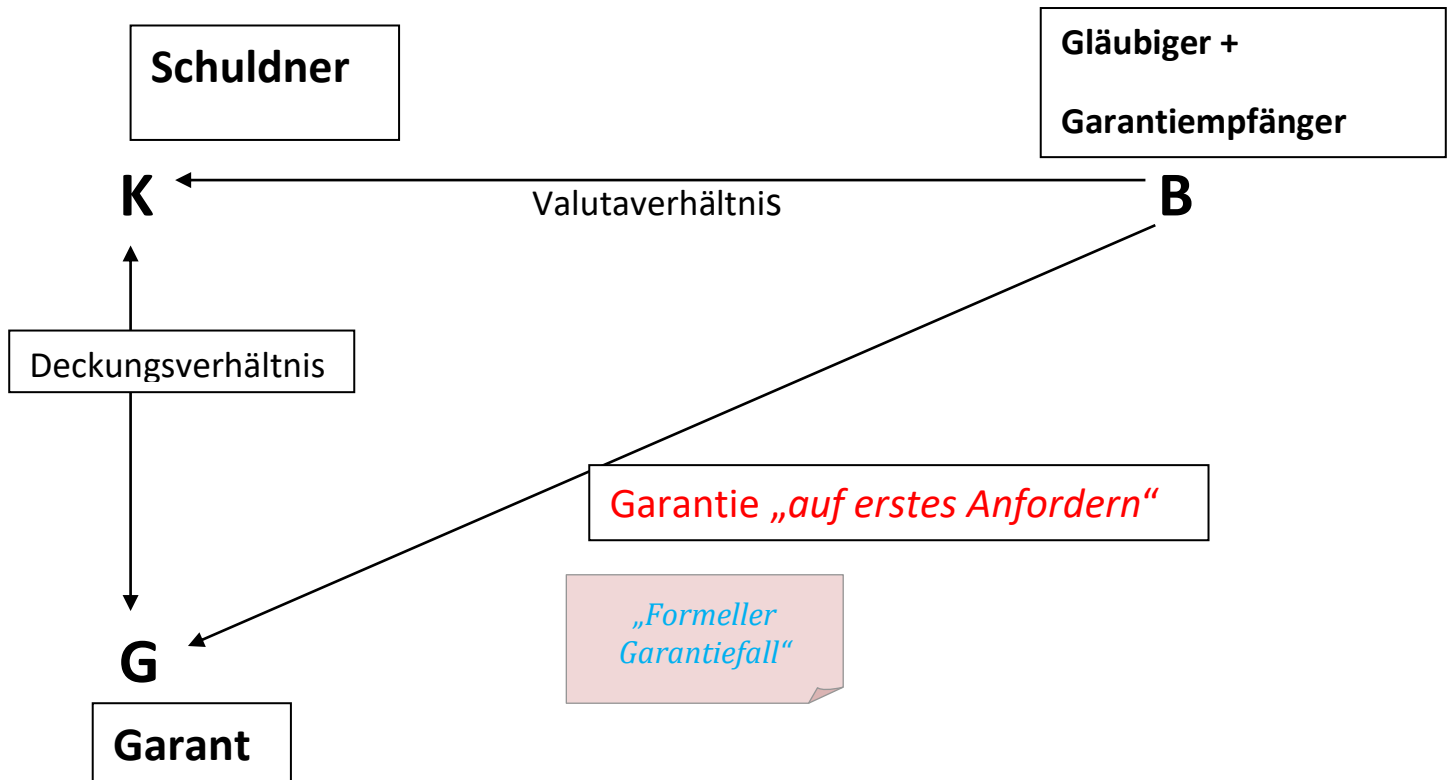 Schuldner
Gläubiger +
Garantiempfänger
K
Valutaverhältnis
B
Deckungsverhältnis
Garantie „auf erstes Anfordern“
„Formeller
Garantiefall“
G
Garant